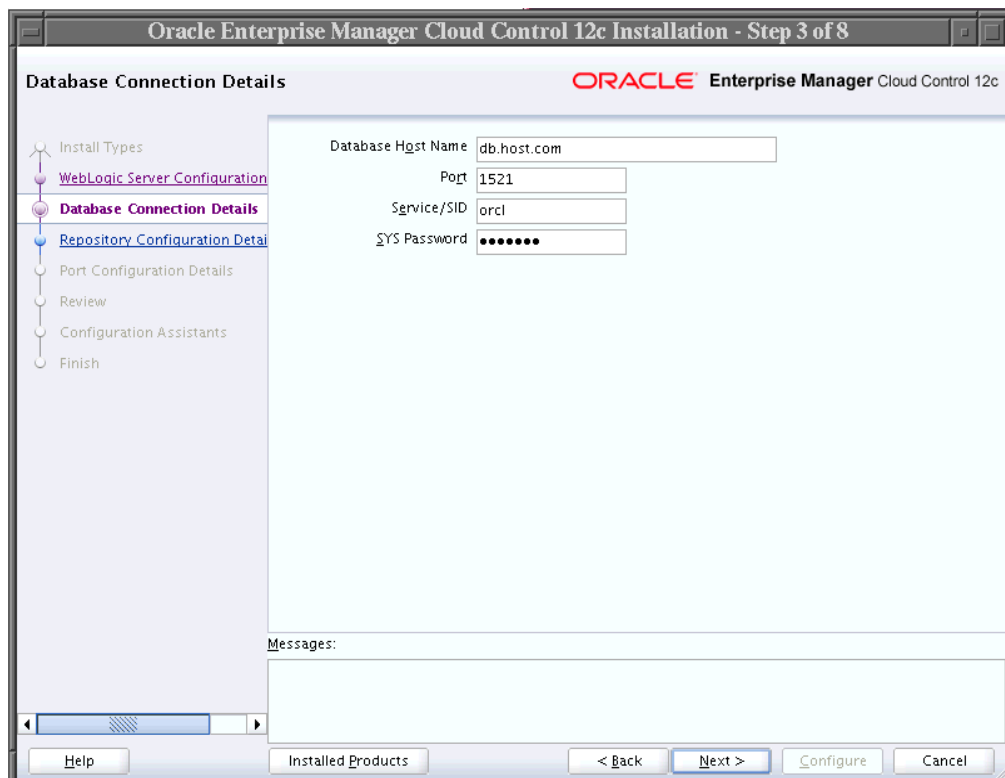 Oracle Enterprise Manager Cloud Control 12c Installation - Step 3 of 8
Database Connection Details
ORACLE Enterprise Manager Cloud Control 12c
Install Types
WebLogic Server Configuration
Database Connection Details
Repository Configuration Detai
Port Configuration Details
Review
Configuration Assistants
Finish
Database Host Name db.host.com
Port 1521
Service/SID orcl
SYS Password •••••••
Messages:
Help Installed Products < Back Next > Configure Cancel